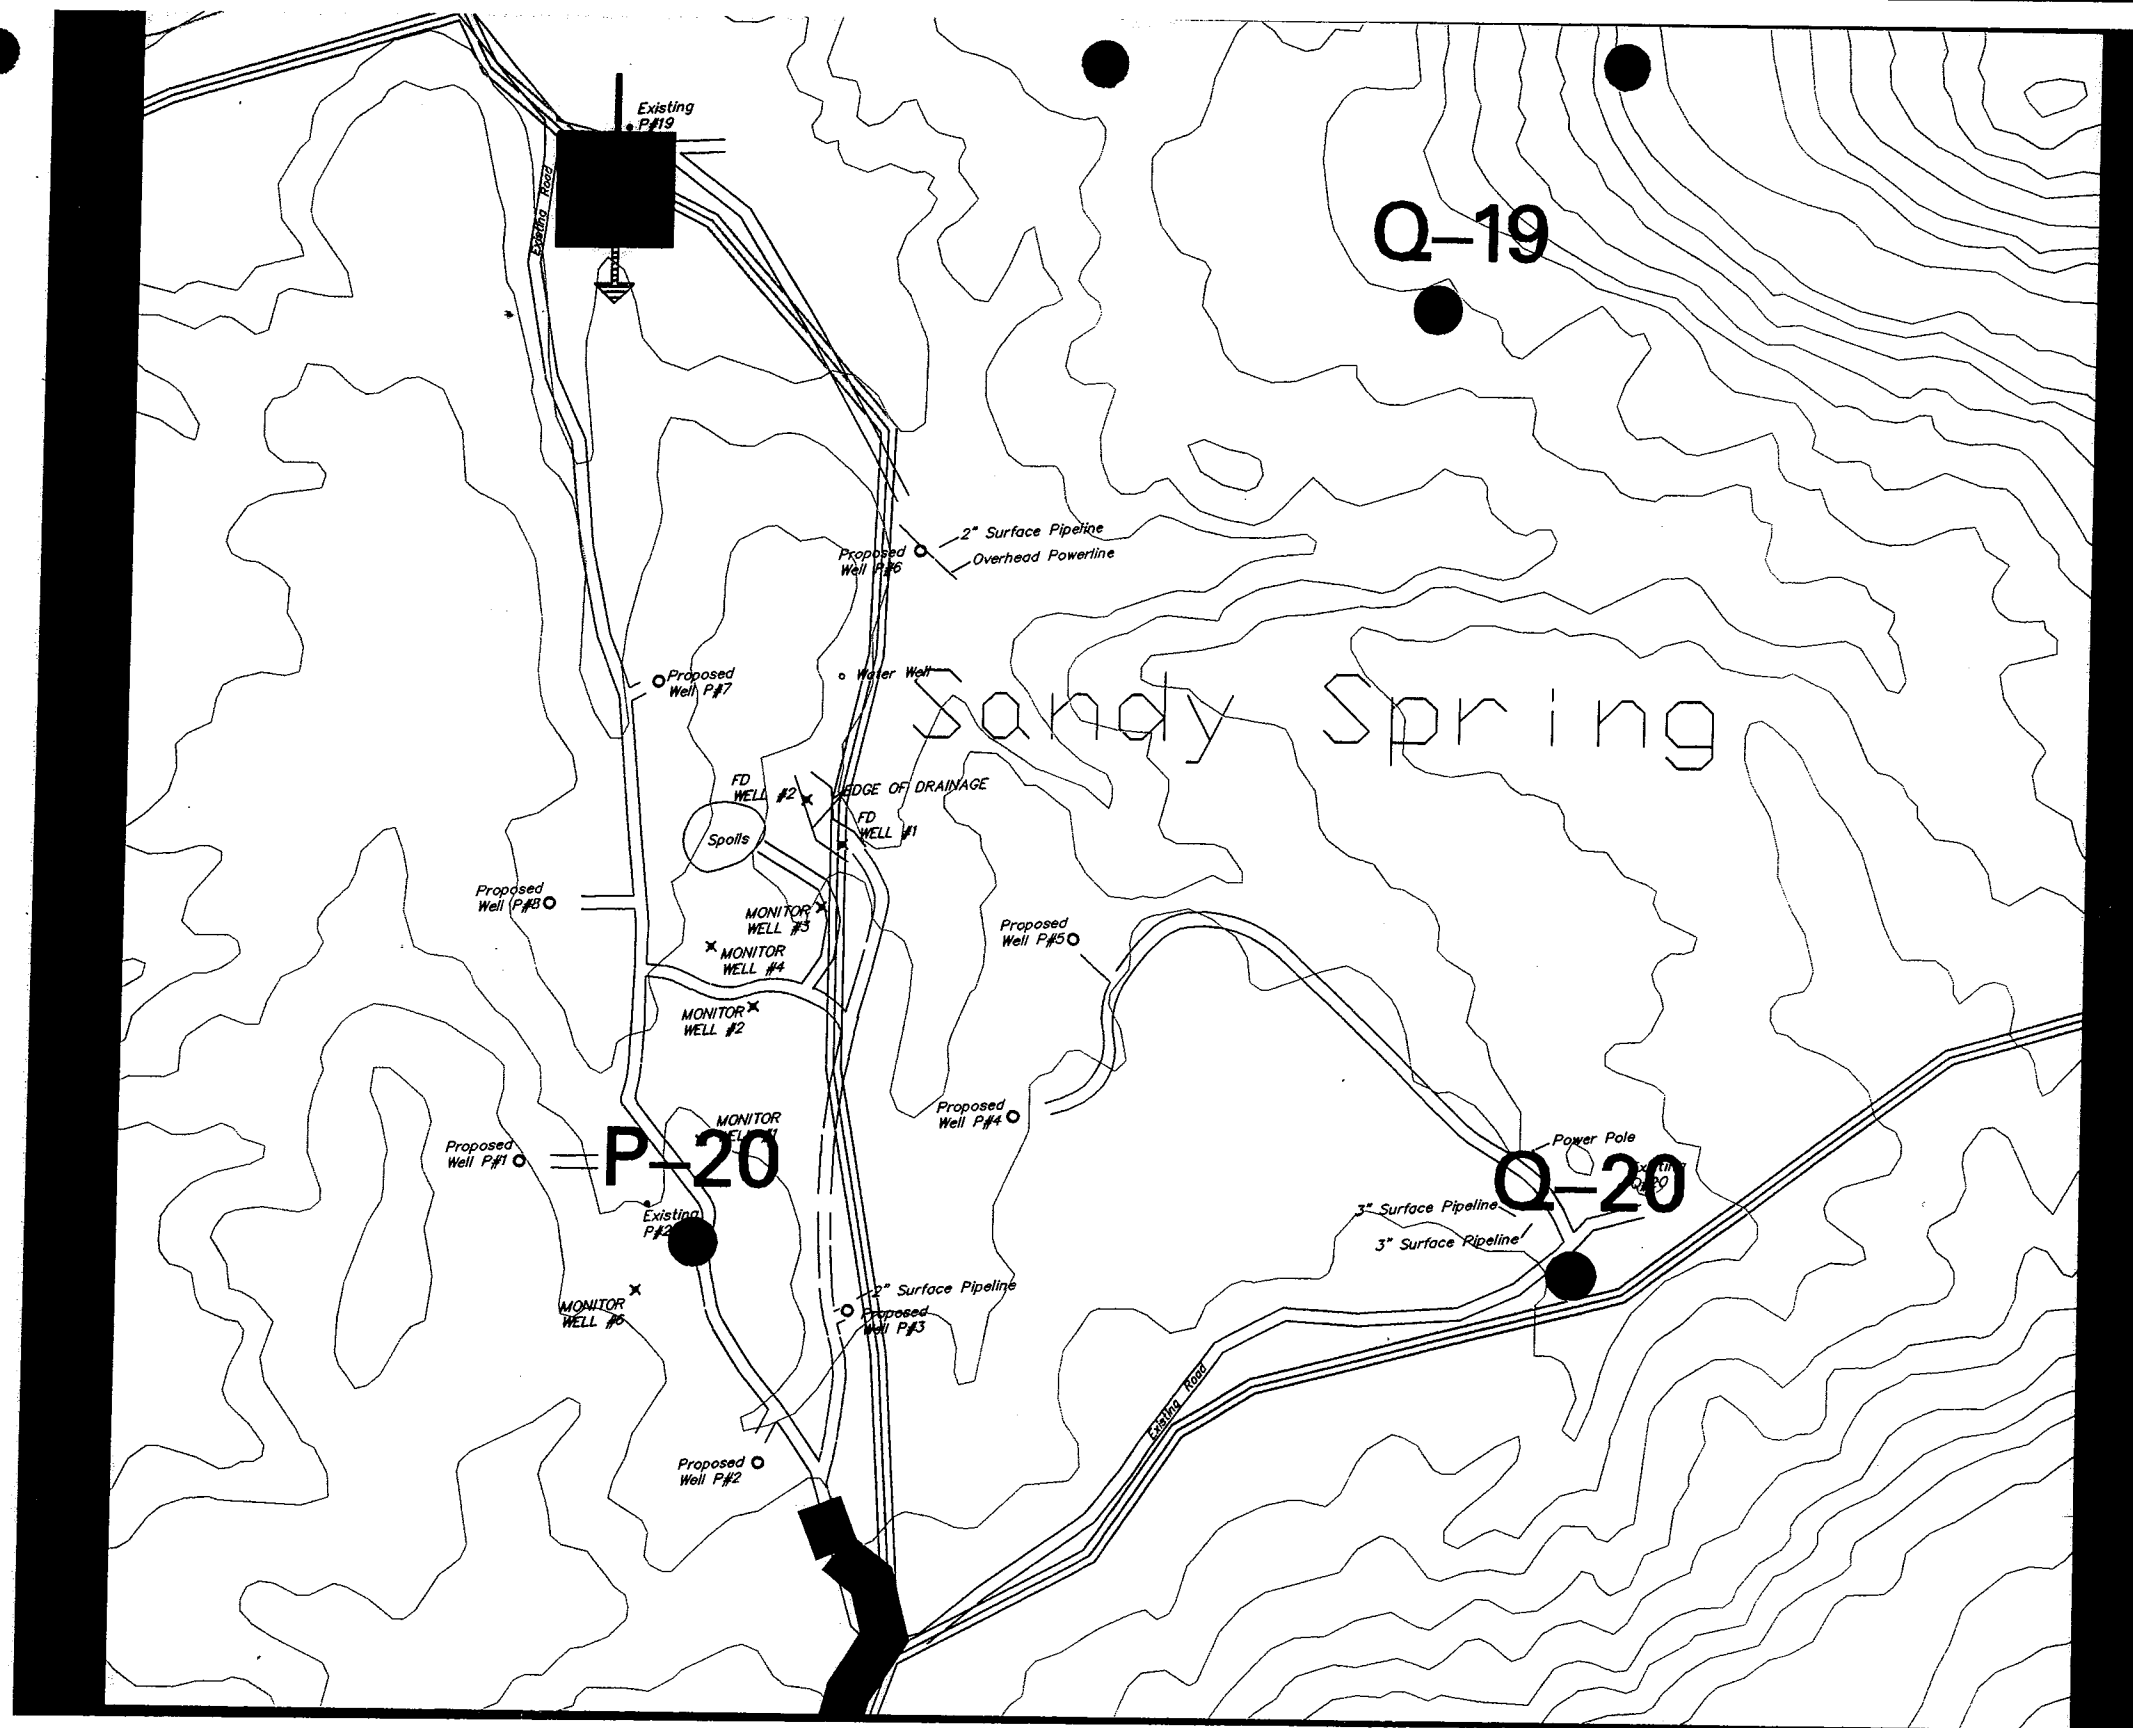 Existing
P#19
Existing Road
Q-19
2" Surface Pipeline
Proposed
Well P#6
Overhead Powerline
Proposed
Well P#7
Water Well
Sandy Spring
FD
WELL #2
EDGE OF DRAINAGE
FD
WELL #1
Spoils
Proposed
Well P#8
MONITOR
WELL #3
MONITOR
WELL #4
Proposed
Well P#5
MONITOR
WELL #2
Proposed
Well P#4
MONITOR
Proposed
Well P#1
P-20
Power Pole
Q-20
Existing
3" Surface Pipeline
3" Surface Pipeline
MONITOR
WELL #6
2" Surface Pipeline
Proposed
Well P#3
Existing Road
Proposed
Well P#2